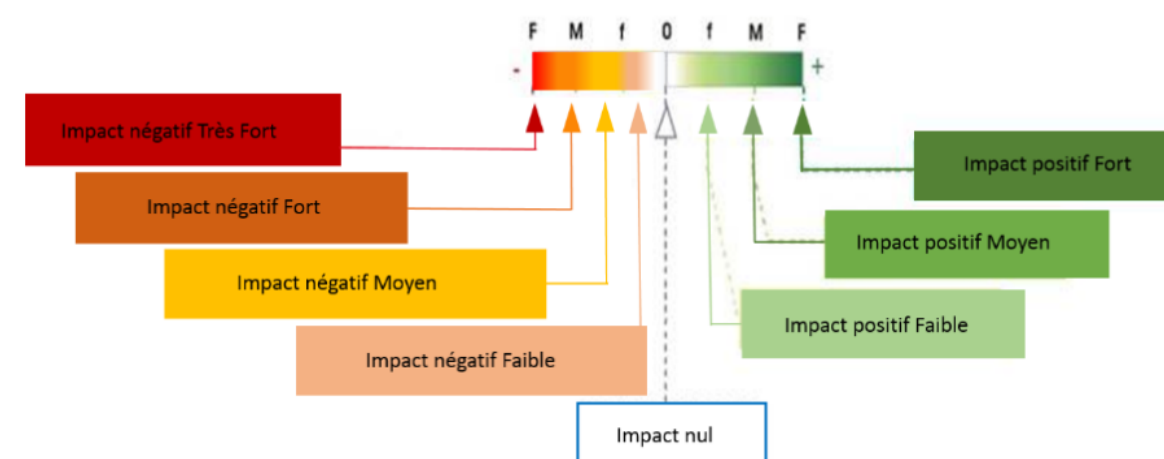 F M f 0 f M F
- +
Impact négatif Très Fort
Impact positif Fort
Impact négatif Fort
Impact positif Moyen
Impact négatif Moyen
Impact positif Faible
Impact négatif Faible
Impact nul